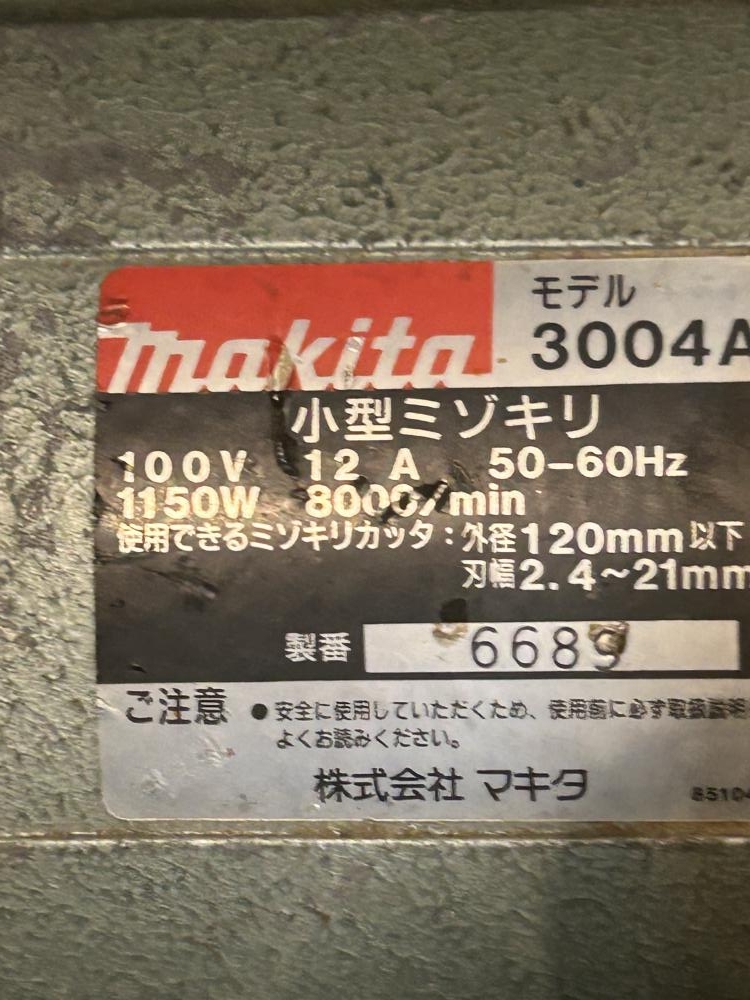 makita
モデル
3004A
小型ミゾキリ
100V 12 A 50-60Hz
1150W 8000/min
使用できるミゾキリカッタ：外径120mm以下
刃幅2.4～21mm
製番 6689
ご注意 ●安全に使用していただくため、使用前に必ず取扱説明
よくお読みください。
株式会社 マキタ
85104